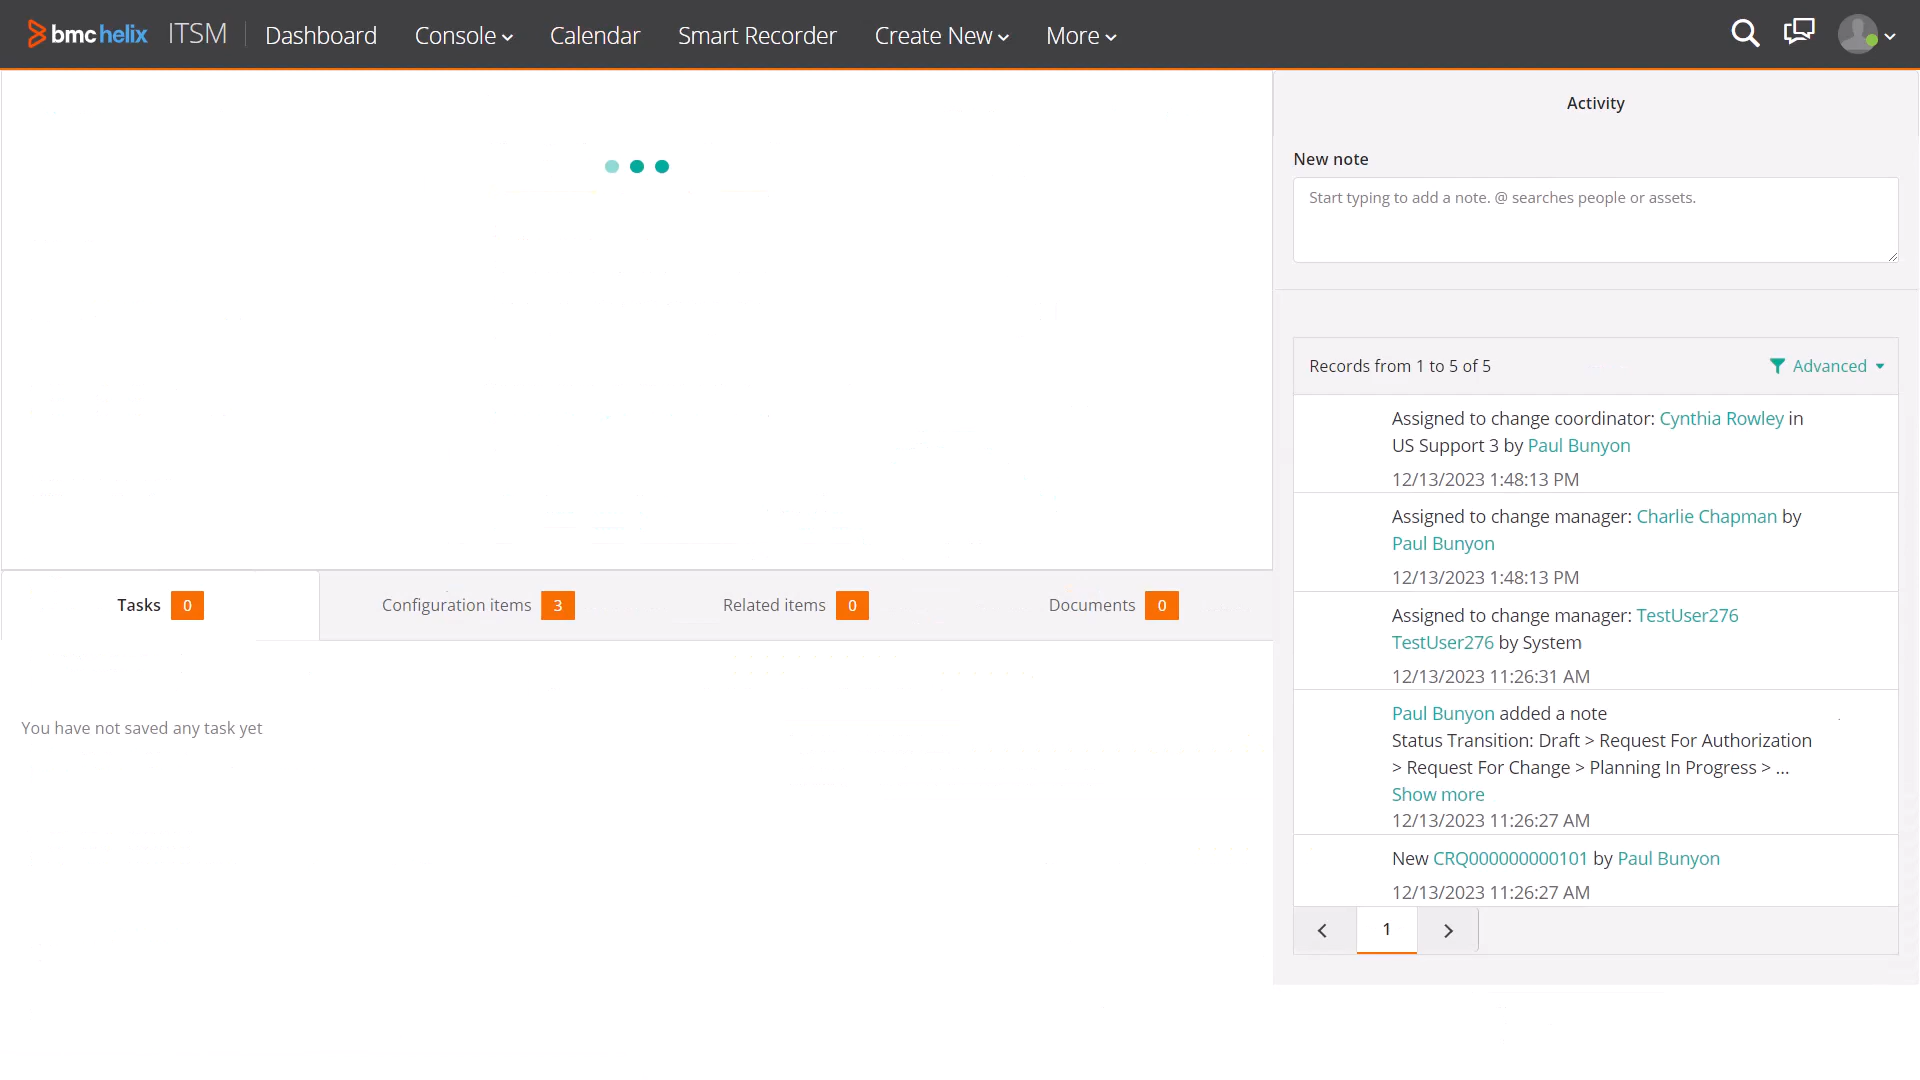 bmc helix ITSM Dashboard Console Calendar Smart Recorder Create New More
Activity
New note
Start typing to add a note. @ searches people or assets.
Records from 1 to 5 of 5 Advanced
Assigned to change coordinator: Cynthia Rowley in
US Support 3 by Paul Bunyon
12/13/2023 1:48:13 PM
Assigned to change manager: Charlie Chapman by
Paul Bunyon
12/13/2023 1:48:13 PM
Assigned to change manager: TestUser276
TestUser276 by System
12/13/2023 11:26:31 AM
Paul Bunyon added a note
Status Transition: Draft > Request For Authorization
> Request For Change > Planning In Progress > ...
Show more
12/13/2023 11:26:27 AM
New CRQ000000000101 by Paul Bunyon
12/13/2023 11:26:27 AM
1
Tasks 0 Configuration items 3 Related items 0 Documents 0
You have not saved any task yet